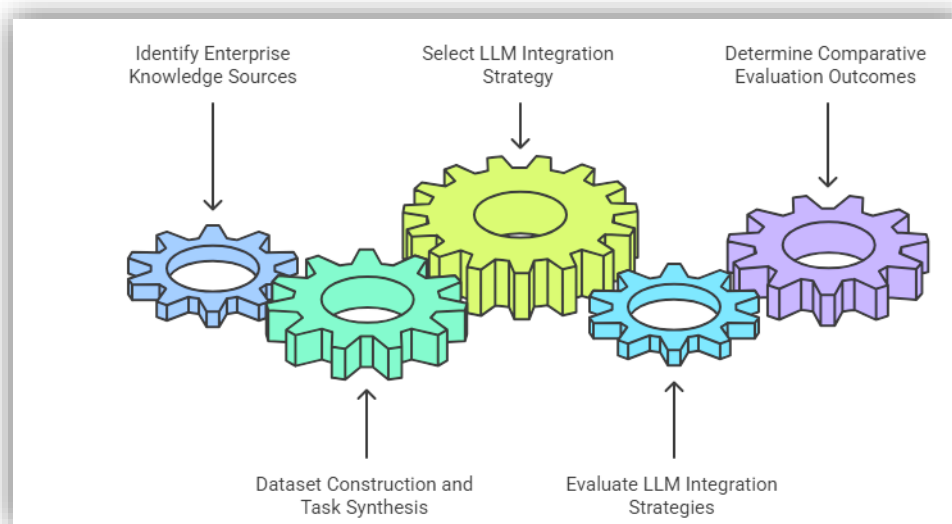 Identify Enterprise
Knowledge Sources
Select LLM Integration
Strategy
Determine Comparative
Evaluation Outcomes
Dataset Construction and
Task Synthesis
Evaluate LLM Integration
Strategies